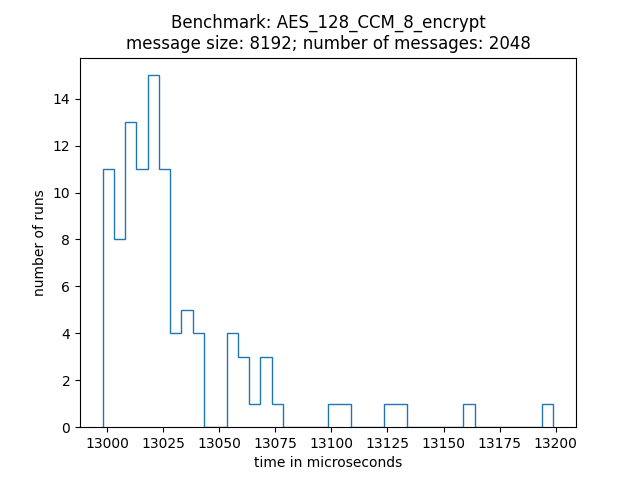 Benchmark: AES_128_CCM_8_encrypt
message size: 8192; number of messages: 2048
14
12
10
8
6
4
2
0
number of runs
13000 13025 13050 13075 13100 13125 13150 13175 13200
time in microseconds